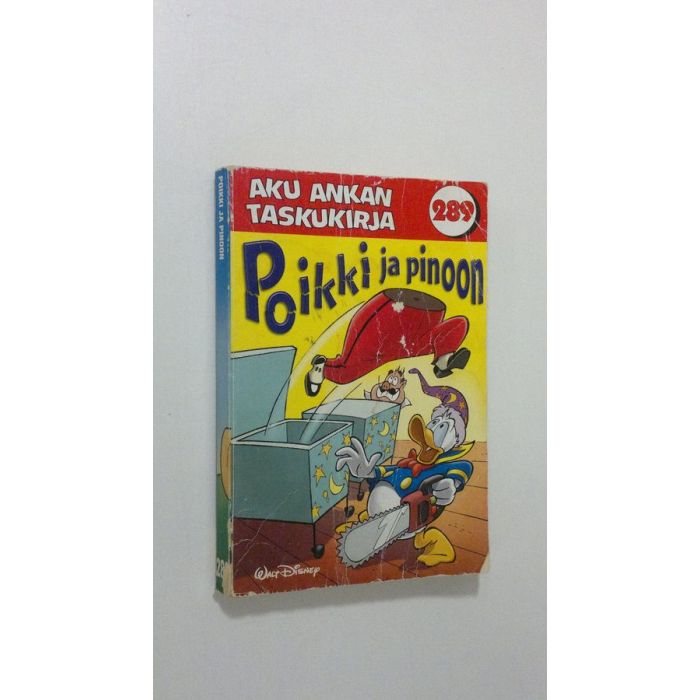 AKU ANKAN
TASKUKIRJA
289
Poikki ja pinoon
WALT DISNEY
POIKKI JA PINOON